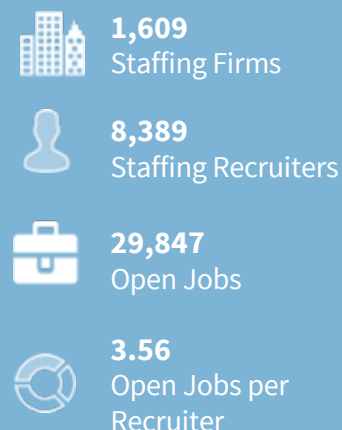 1,609
Staffing Firms
8,389
Staffing Recruiters
29,847
Open Jobs
3.56
Open Jobs per
Recruiter